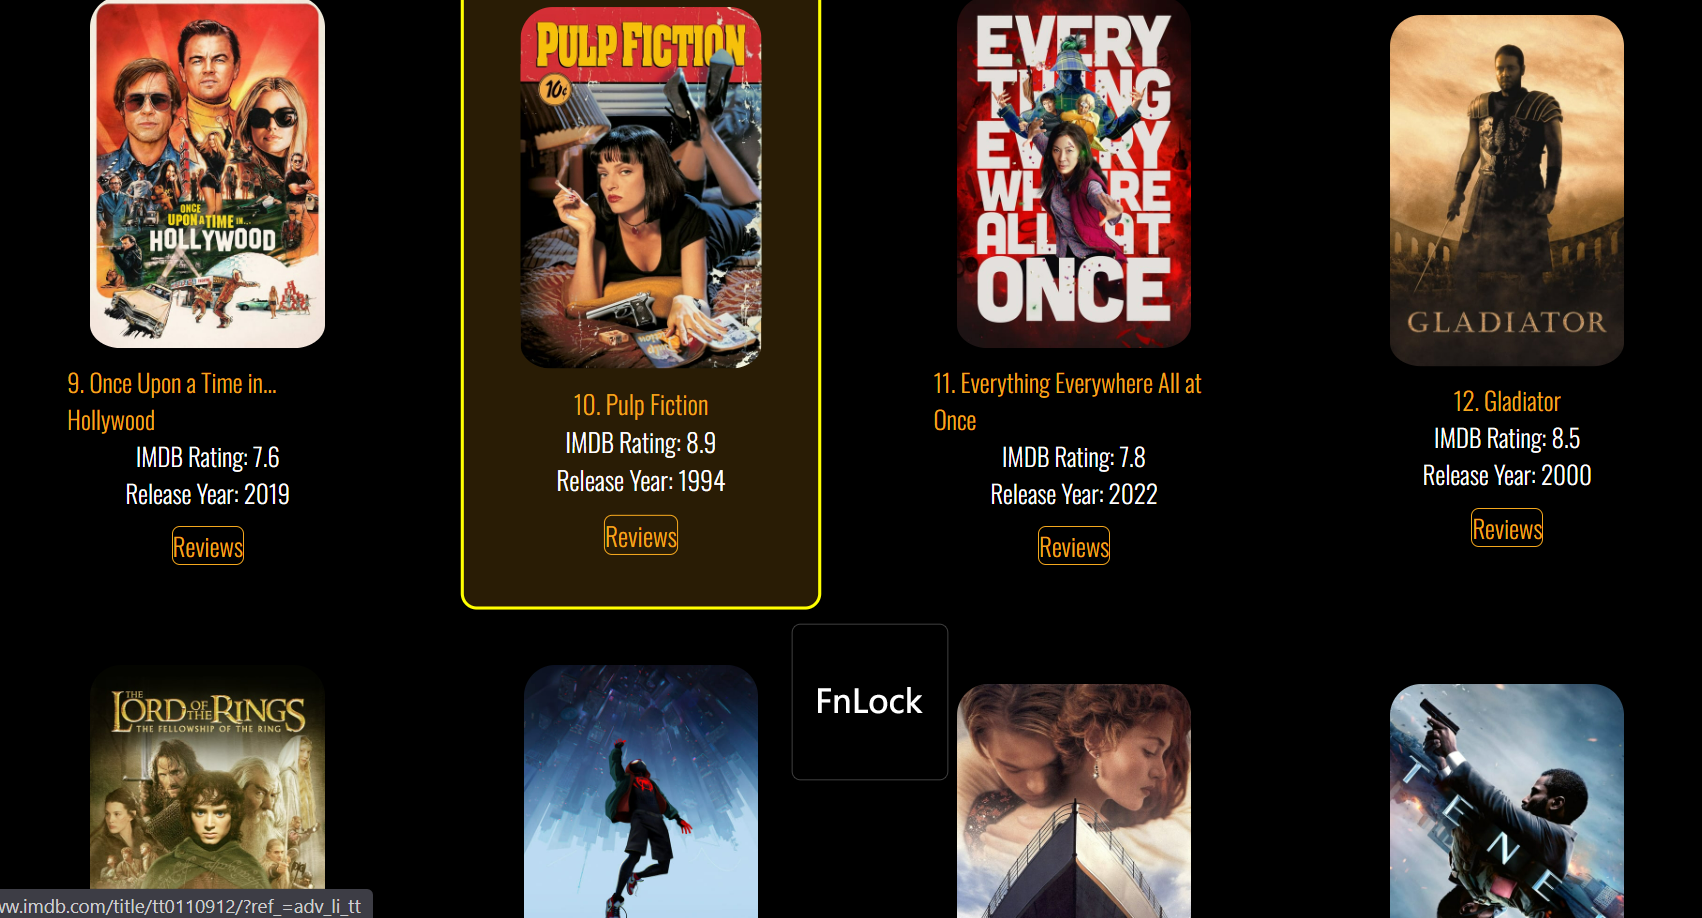 ONCE
UPON A TIME IN...
HOLLYWOOD
9. Once Upon a Time in...
Hollywood
IMDB Rating: 7.6
Release Year: 2019
Reviews
PULP FICTION
10¢
10. Pulp Fiction
IMDB Rating: 8.9
Release Year: 1994
Reviews
EVERY
THING
EVERY
WHERE
ALL AT
ONCE
11. Everything Everywhere All at
Once
IMDB Rating: 7.8
Release Year: 2022
Reviews
GLADIATOR
12. Gladiator
IMDB Rating: 8.5
Release Year: 2000
Reviews
FnLock
THE
LORD OF THE RINGS
THE FELLOWSHIP OF THE RING
TENE
ww.imdb.com/title/tt0110912/?ref_=adv_li_tt